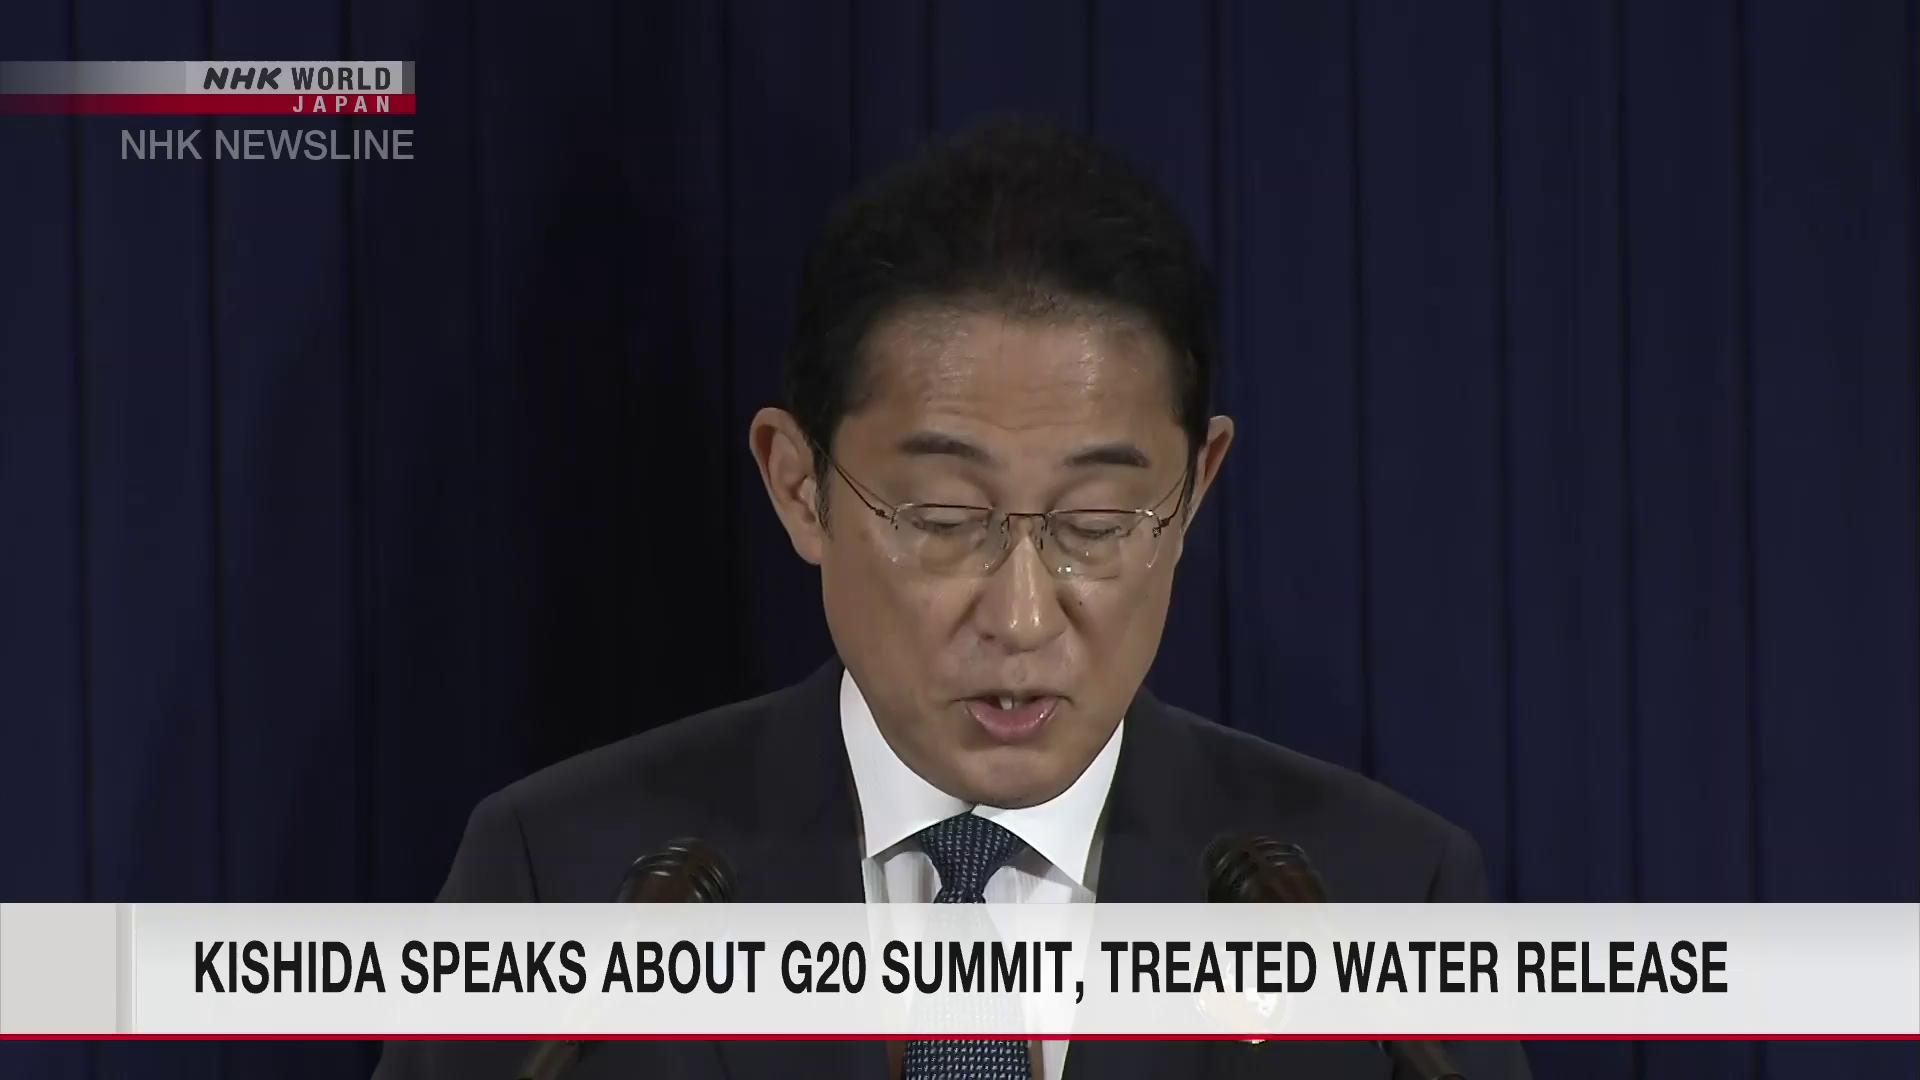 NHK WORLD
JAPAN
NHK NEWSLINE
KISHIDA SPEAKS ABOUT G20 SUMMIT, TREATED WATER RELEASE